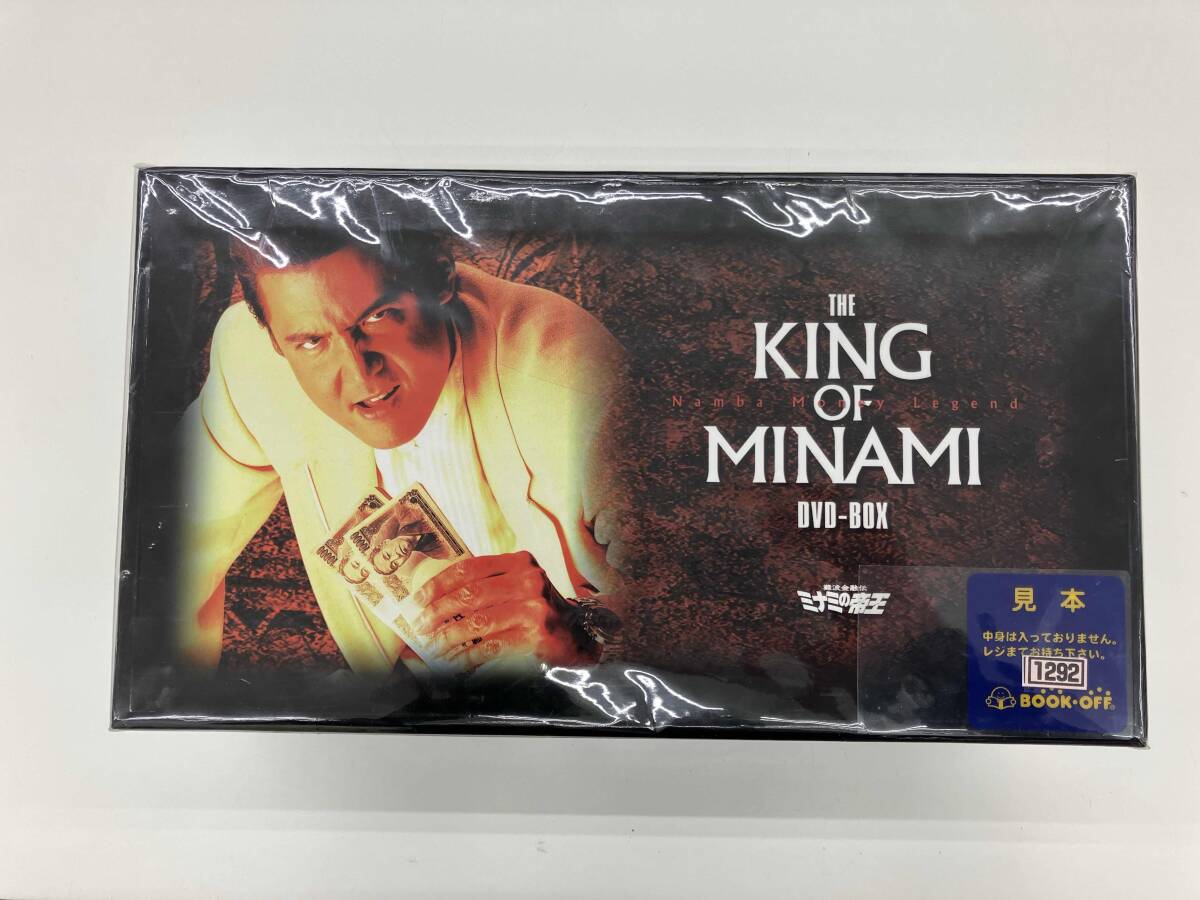 THE
KING
OF
Namba Money Legend
MINAMI
DVD-BOX
難波金融伝
ミナミの帝王
見本
中身は入っておりません。
レジまでお持ち下さい。
1292
BOOK・OFF
10000